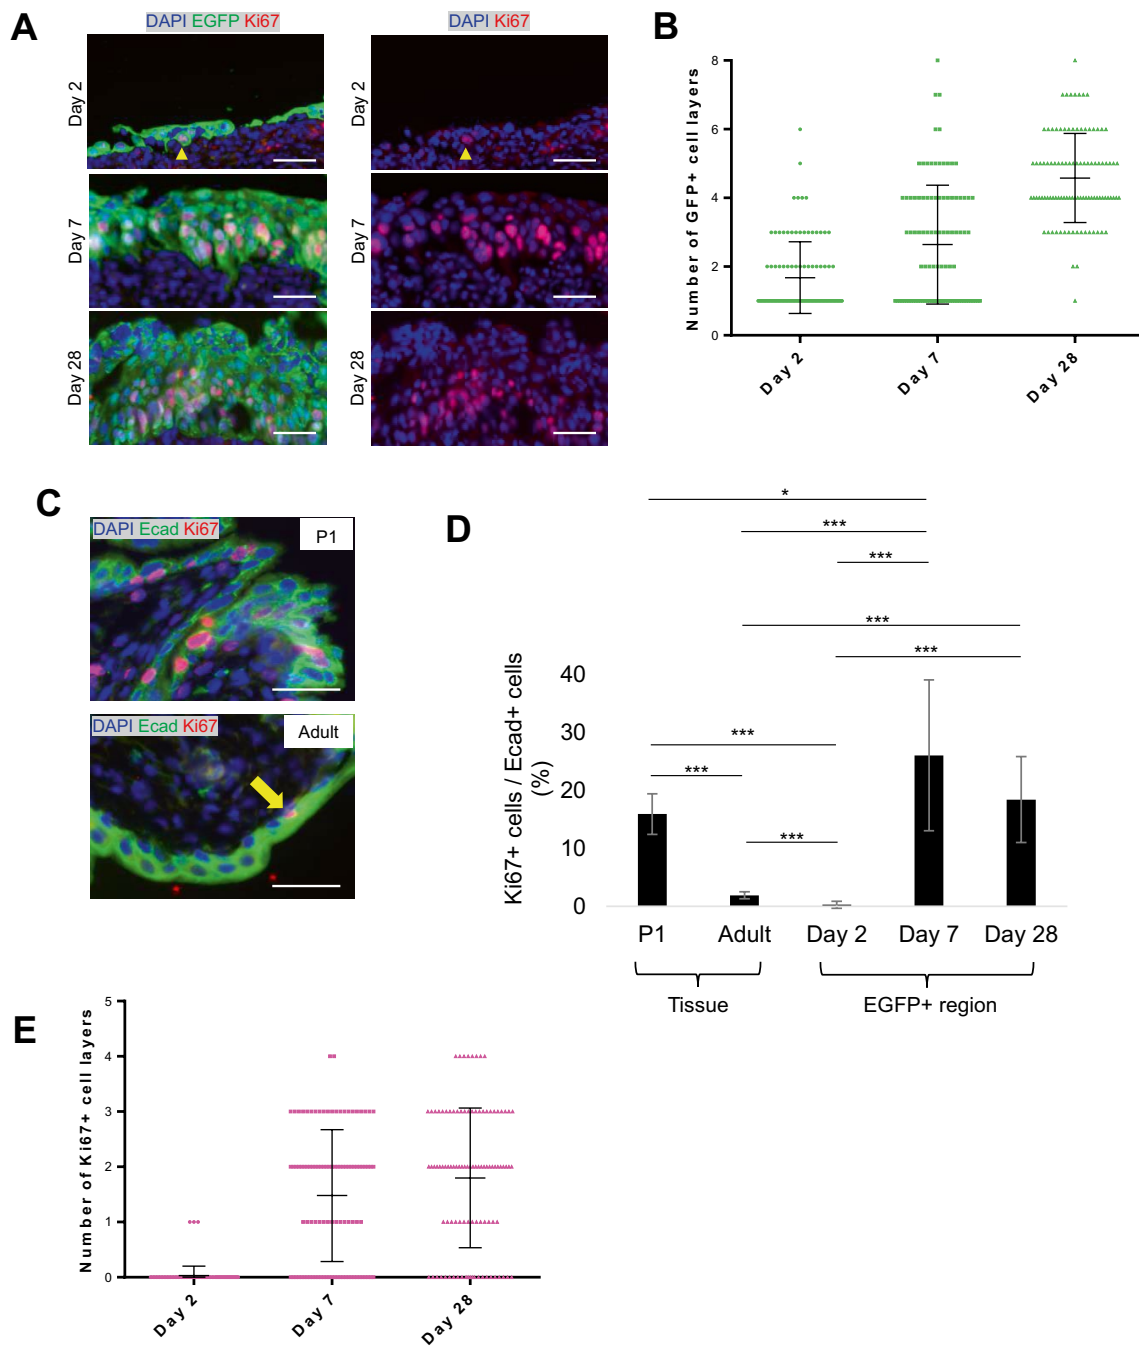 A
DAPI EGFP Ki67
DAPI Ki67
Day 2
Day 2
Day 7
Day 7
Day 28
Day 28
B
Number of GFP+ cell layers
8
6
4
2
0
Day 2
Day 7
Day 28
C
DAPI Ecad Ki67
P1
DAPI Ecad Ki67
Adult
D
*
***
***
***
***
***
***
***
Ki67+ cells / Ecad+ cells
(%)
40
30
20
10
0
P1 Adult Day 2 Day 7 Day 28
Tissue
EGFP+ region
E
Number of Ki67+ cell layers
5
4
3
2
1
0
Day 2
Day 7
Day 28